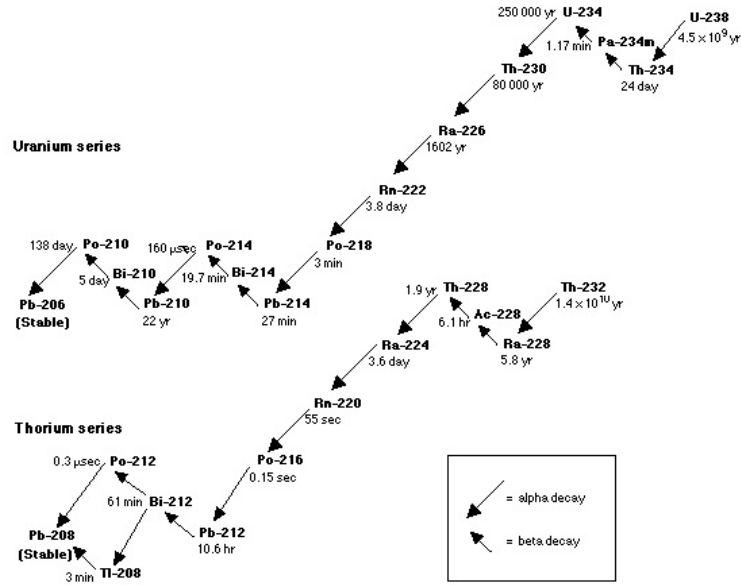 250 000 yr
U-234
U-238
1.17 min
Pa-234m
4.5 × 10⁹ yr
Th-230
Th-234
80 000 yr
24 day
Ra-226
Uranium series
1602 yr
Rn-222
3.8 day
138 day
Po-210
160 µsec
Po-214
Po-218
3 min
Bi-210
5 day
Bi-214
19.7 min
Pb-206
(Stable)
Pb-210
22 yr
Pb-214
27 min
1.9 yr
Th-228
Th-232
1.4 × 10¹⁰ yr
Ac-228
6.1 hr
Ra-224
3.6 day
Ra-228
5.8 yr
Rn-220
55 sec
Thorium series
0.3 µsec
Po-212
Po-216
0.15 sec
61 min
Bi-212
Pb-208
(Stable)
Pb-212
10.6 hr
3 min
Tl-208
= alpha decay
= beta decay